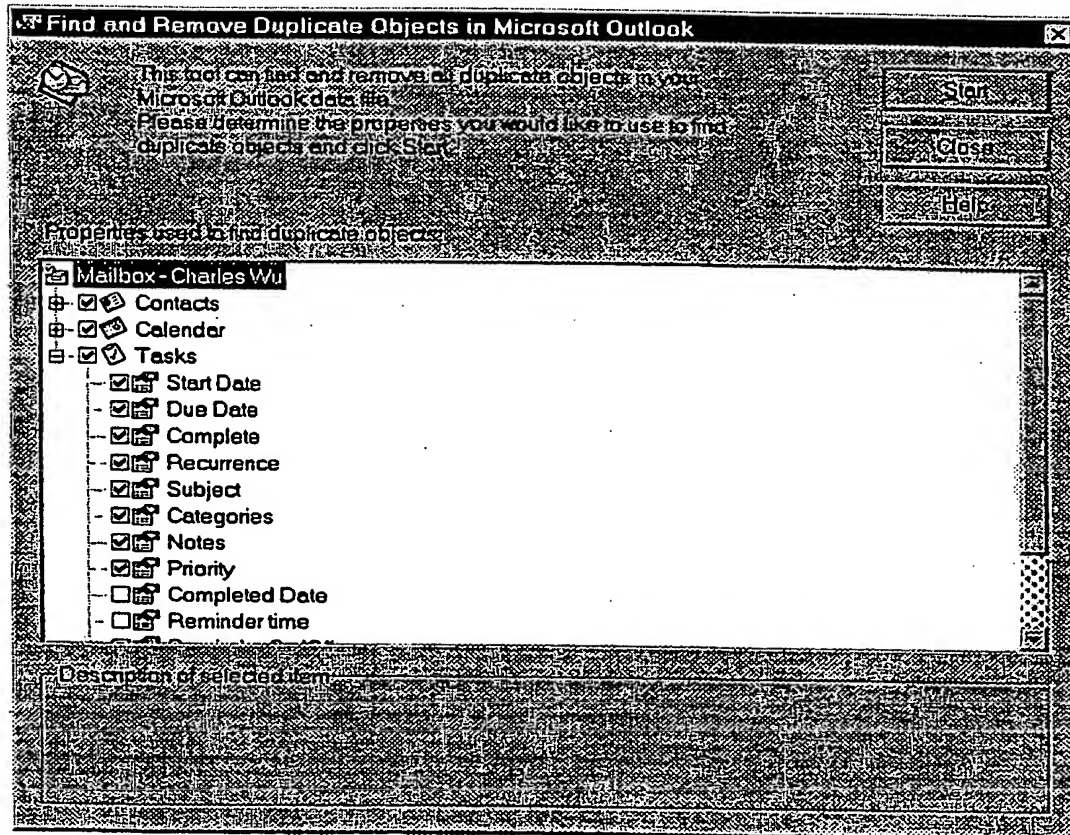 Find and Remove Duplicate Objects in Microsoft Outlook
This tool can find and remove all duplicate objects in your
Microsoft Outlook data file.
Please determine the properties you would like to use to find
duplicate objects and click Start.
Start
Close
Help
Properties used to find duplicate objects:
Mailbox - Charles Wu
Contacts
Calendar
Tasks
Start Date
Due Date
Complete
Recurrence
Subject
Categories
Notes
Priority
Completed Date
Reminder time
Description of selected item